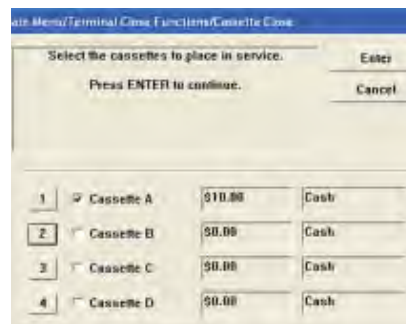 ate Menu/Terminal Close Functions/Cassette Close
Select the cassettes to place in service.
Enter
Press ENTER to continue.
Cancel
1 Cassette A $10.00 Cash
2 Cassette B $0.00 Cash
3 Cassette C $0.00 Cash
4 Cassette D $0.00 Cash